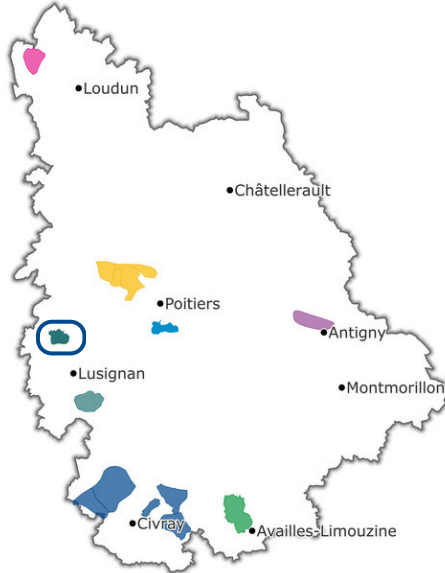 Loudun
Châtellerault
Poitiers
Antigny
Lusignan
Montmorillon
Civray
Availles-Limouzine